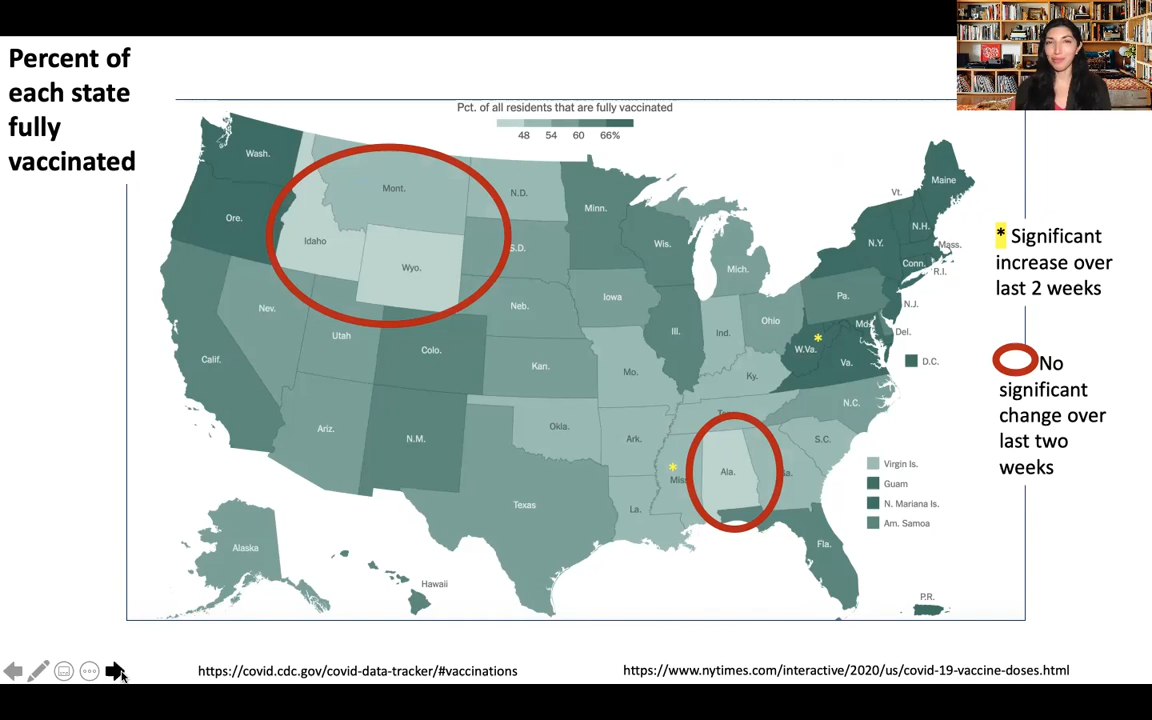 Percent of
each state
fully
vaccinated
Pct. of all residents that are fully vaccinated
48 54 60 66%
Wash.
Mont.
N.D.
Minn.
Ore.
Idaho
Wyo.
S.D.
Wis.
Mich.
Vt.
Maine
N.H.
N.Y.
Mass.
Conn.
R.I.
Nev.
Utah
Colo.
Neb.
Iowa
Ill.
Ind.
Ohio
Pa.
N.J.
Md.
Del.
Calif.
Kan.
Mo.
Ky.
W.Va.
*
Va.
D.C.
Ariz.
N.M.
Okla.
Ark.
N.C.
S.C.
Texas
La.
*
Ala.
Fla.
Alaska
Hawaii
P.R.
Virgin Is.
Guam
N. Mariana Is.
Am. Samoa
* Significant
increase over
last 2 weeks
No
significant
change over
last two
weeks
https://covid.cdc.gov/covid-data-tracker/#vaccinations
https://www.nytimes.com/interactive/2020/us/covid-19-vaccine-doses.html